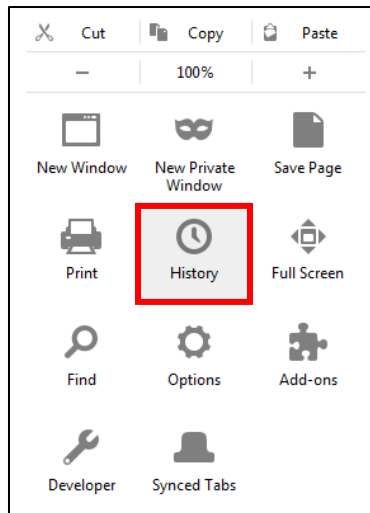 Cut Copy Paste
− 100% +
New Window New Private Window Save Page
Print History Full Screen
Find Options Add-ons
Developer Synced Tabs